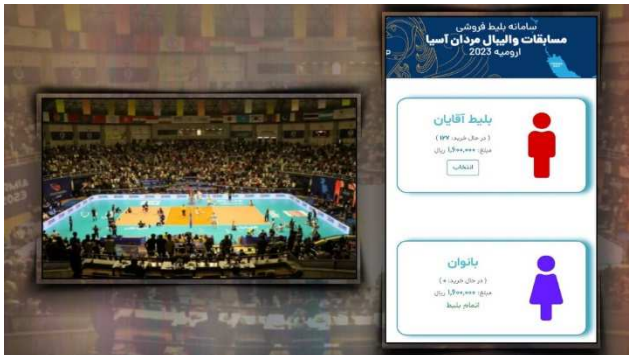 سامانه بلیط فروشی
مسابقات والیبال مردان آسیا
ارومیه 2023
بلیط آقایان
( در حال خرید: ۱۲۷ )
مبلغ: ۱,۶۰۰,۰۰۰ ریال
انتخاب
بانوان
( در حال خرید: ۰ )
مبلغ: ۱,۶۰۰,۰۰۰ ریال
اتمام بلیط